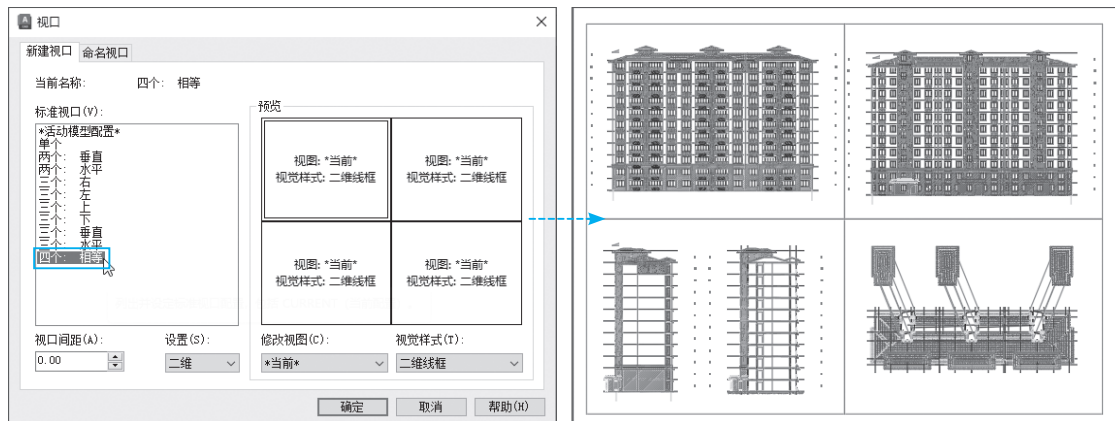 视口
新建视口 命名视口
当前名称: 四个: 相等
标准视口(V):
*活动模型配置*
单个
两个: 垂直
两个: 水平
三个: 右
三个: 左
三个: 上
三个: 下
三个: 垂直
三个: 水平
四个: 相等
预览
视图: *当前*
视觉样式: 二维线框
视图: *当前*
视觉样式: 二维线框
视图: *当前*
视觉样式: 二维线框
视图: *当前*
视觉样式: 二维线框
视口间距(A): 设置(S): 修改视图(C): 视觉样式(T):
0.00 二维 *当前* 二维线框
确定 取消 帮助(H)